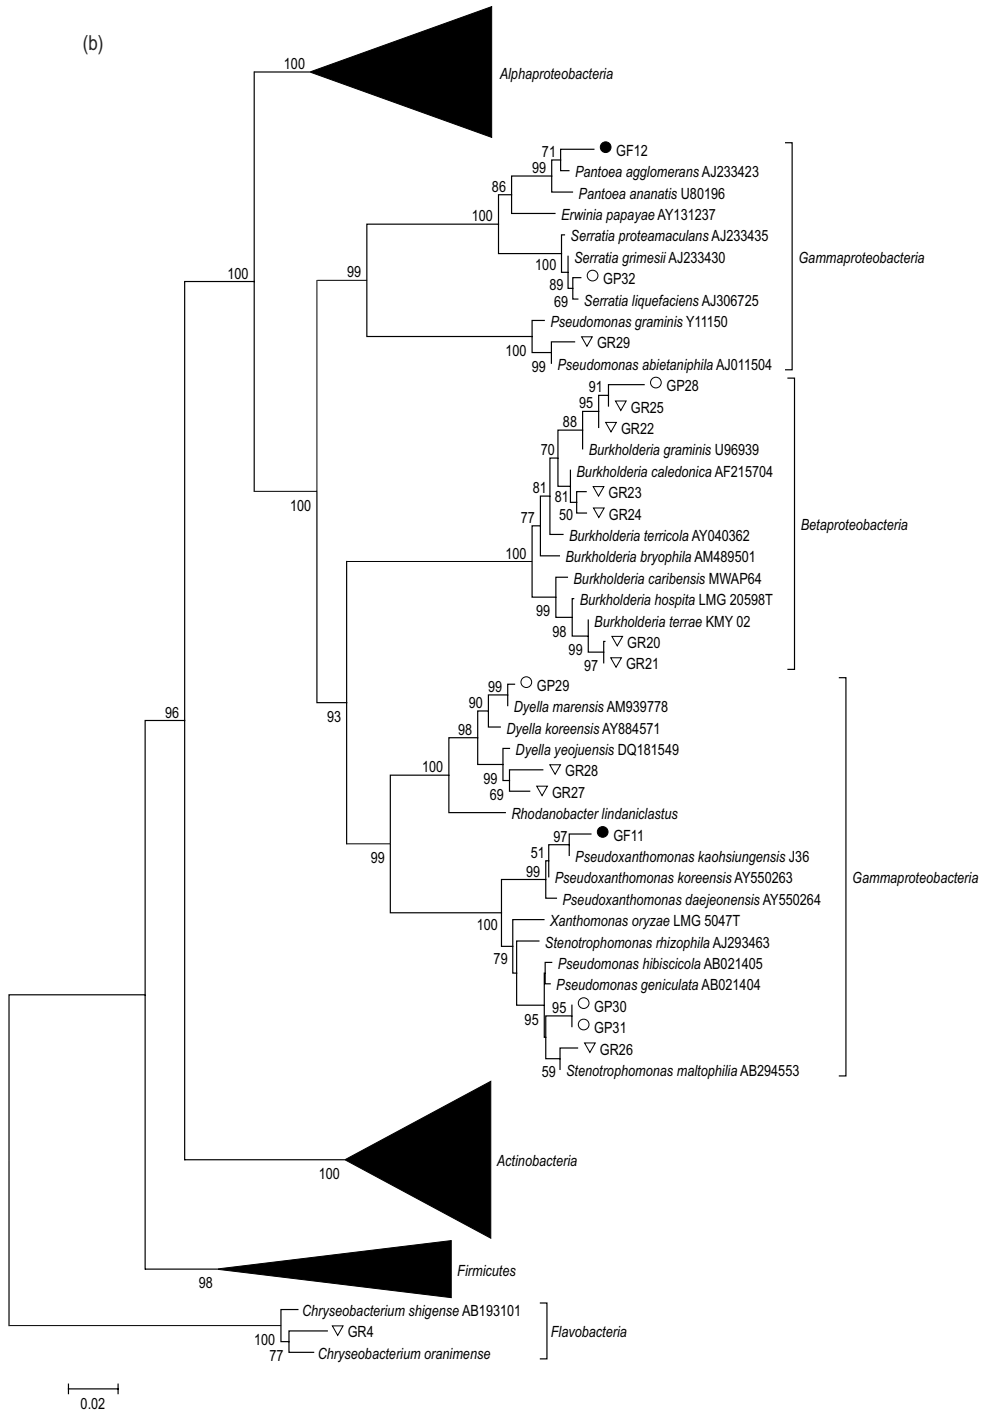 (b)
100
Alphaproteobacteria
71
GF12
99
Pantoea agglomerans AJ233423
86
Pantoea ananatis U80196
100
Erwinia papayae AY131237
Serratia proteamaculans AJ233435
100
Serratia grimesii AJ233430
Gammaproteobacteria
89
GP32
69
Serratia liquefaciens AJ306725
99
100
Pseudomonas graminis Y11150
100
GR29
99
Pseudomonas abietaniphila AJ011504
91
GP28
95
GR25
88
GR22
70
Burkholderia graminis U96939
Burkholderia caledonica AF215704
81
81
GR23
50
GR24
77
Burkholderia terricola AY040362
Betaproteobacteria
100
Burkholderia bryophila AM489501
100
Burkholderia caribensis MWAP64
99
Burkholderia hospita LMG 20598T
98
Burkholderia terrae KMY 02
99
GR20
97
GR21
99
GP29
90
Dyella marensis AM939778
96
93
98
Dyella koreensis AY884571
Dyella yeojuensis DQ181549
100
99
GR28
69
GR27
Rhodanobacter lindaniclastus
99
97
GF11
51
Pseudoxanthomonas kaohsiungensis J36
99
Pseudoxanthomonas koreensis AY550263
Gammaproteobacteria
Pseudoxanthomonas daejeonensis AY550264
100
Xanthomonas oryzae LMG 5047T
79
Stenotrophomonas rhizophila AJ293463
Pseudomonas hibiscicola AB021405
Pseudomonas geniculata AB021404
95
95
GP30
GP31
GR26
59
Stenotrophomonas maltophilia AB294553
100
Actinobacteria
98
Firmicutes
Chryseobacterium shigense AB193101
100
GR4
Flavobacteria
77
Chryseobacterium oranimense
0.02